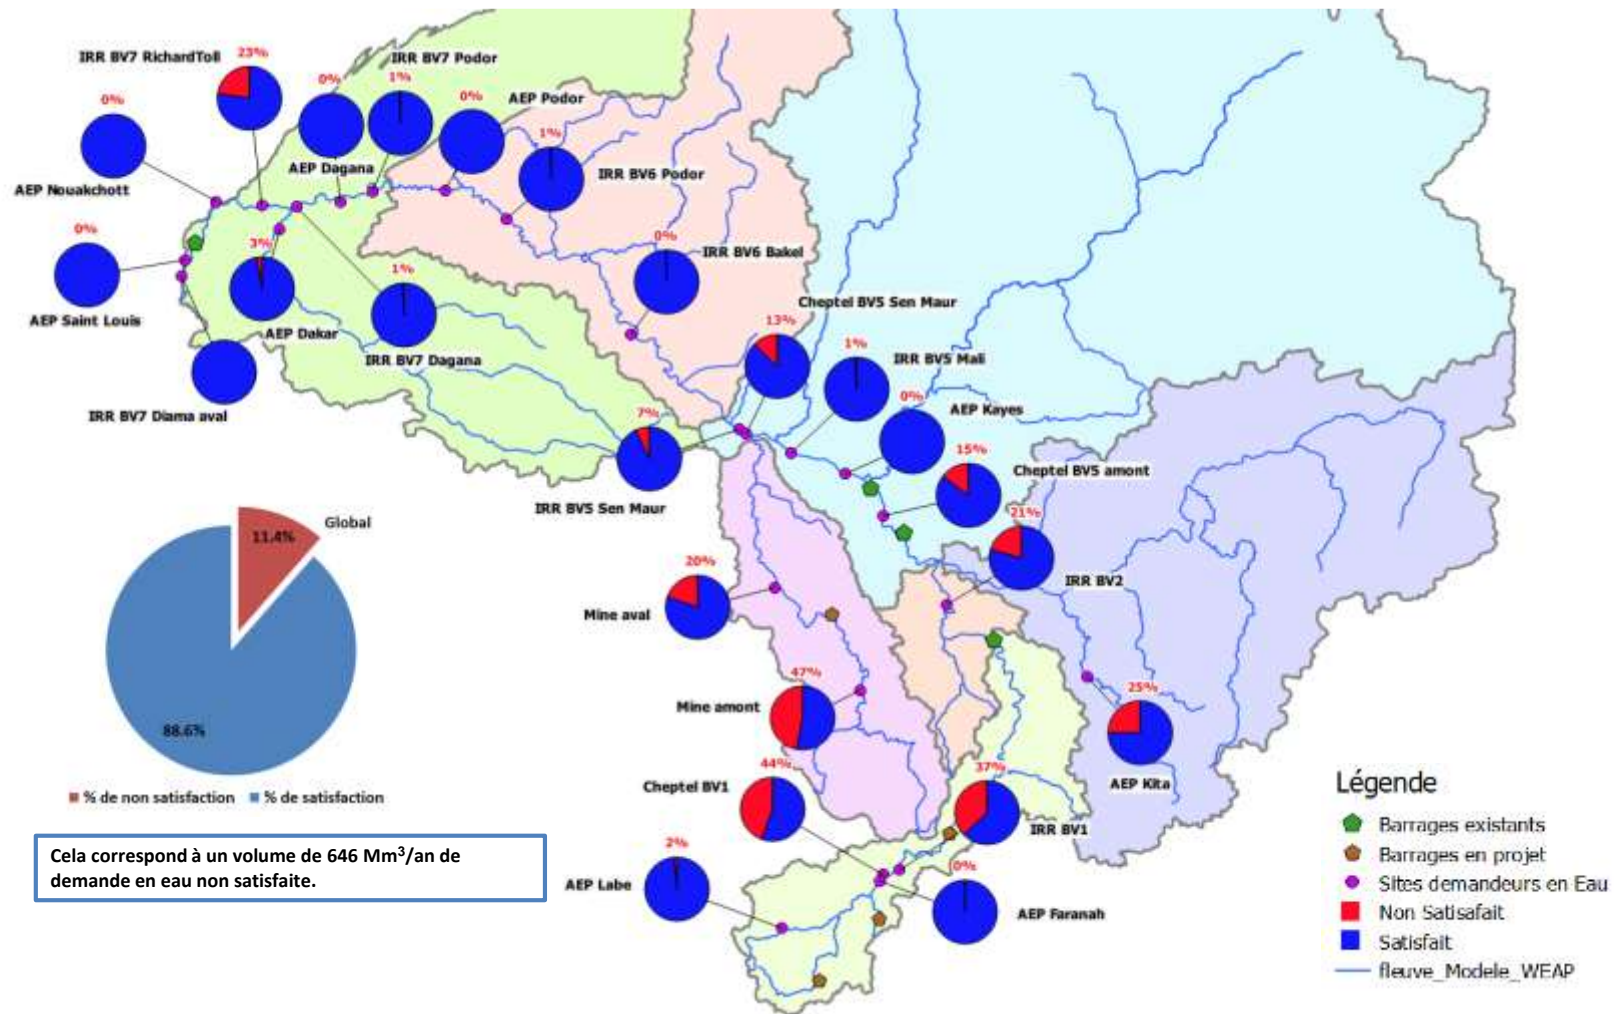 IRR BV7 RichardToll
23%
IRR BV7 Podor
1%
0%
AEP Podor
0%
0%
1%
AEP Dagana
IRR BV6 Podor
AEP Nouakchott
0%
3%
0%
IRR BV6 Bakel
1%
AEP Saint Louis
AEP Dakar
IRR BV7 Dagana
Cheptel BV5 Sen Maur
13%
1%
IRR BV5 Mali
IRR BV7 Diama aval
0%
AEP Kayes
7%
15%
Cheptel BV5 amont
IRR BV5 Sen Maur
21%
IRR BV2
Global
11.4%
88.6%
20%
Mine aval
47%
Mine amont
25%
AEP Kita
44%
Cheptel BV1
37%
IRR BV1
% de non satisfaction
% de satisfaction
Cela correspond à un volume de 646 Mm³/an de
demande en eau non satisfaite.
2%
AEP Labe
0%
AEP Faranah
Légende
Barrages existants
Barrages en projet
Sites demandeurs en Eau
Non Satisafait
Satisfait
fleuve_Modele_WEAP